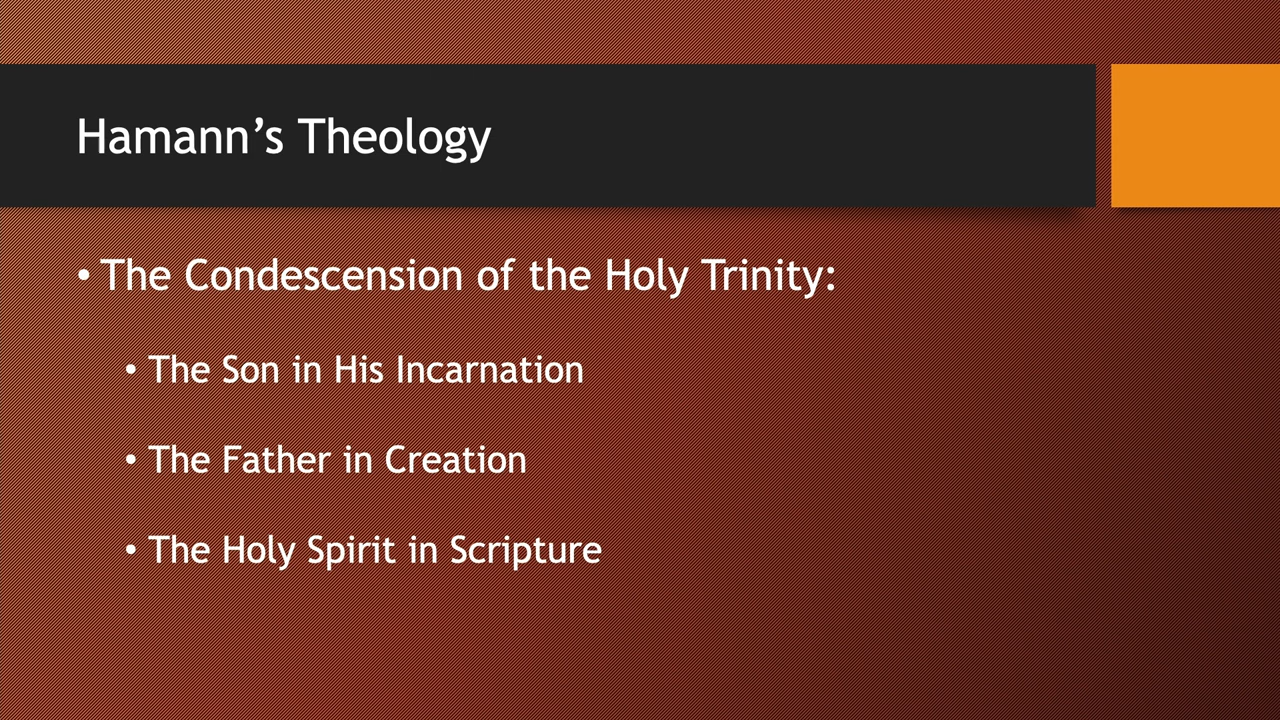 Hamann’s Theology
• The Condescension of the Holy Trinity:
• The Son in His Incarnation
• The Father in Creation
• The Holy Spirit in Scripture